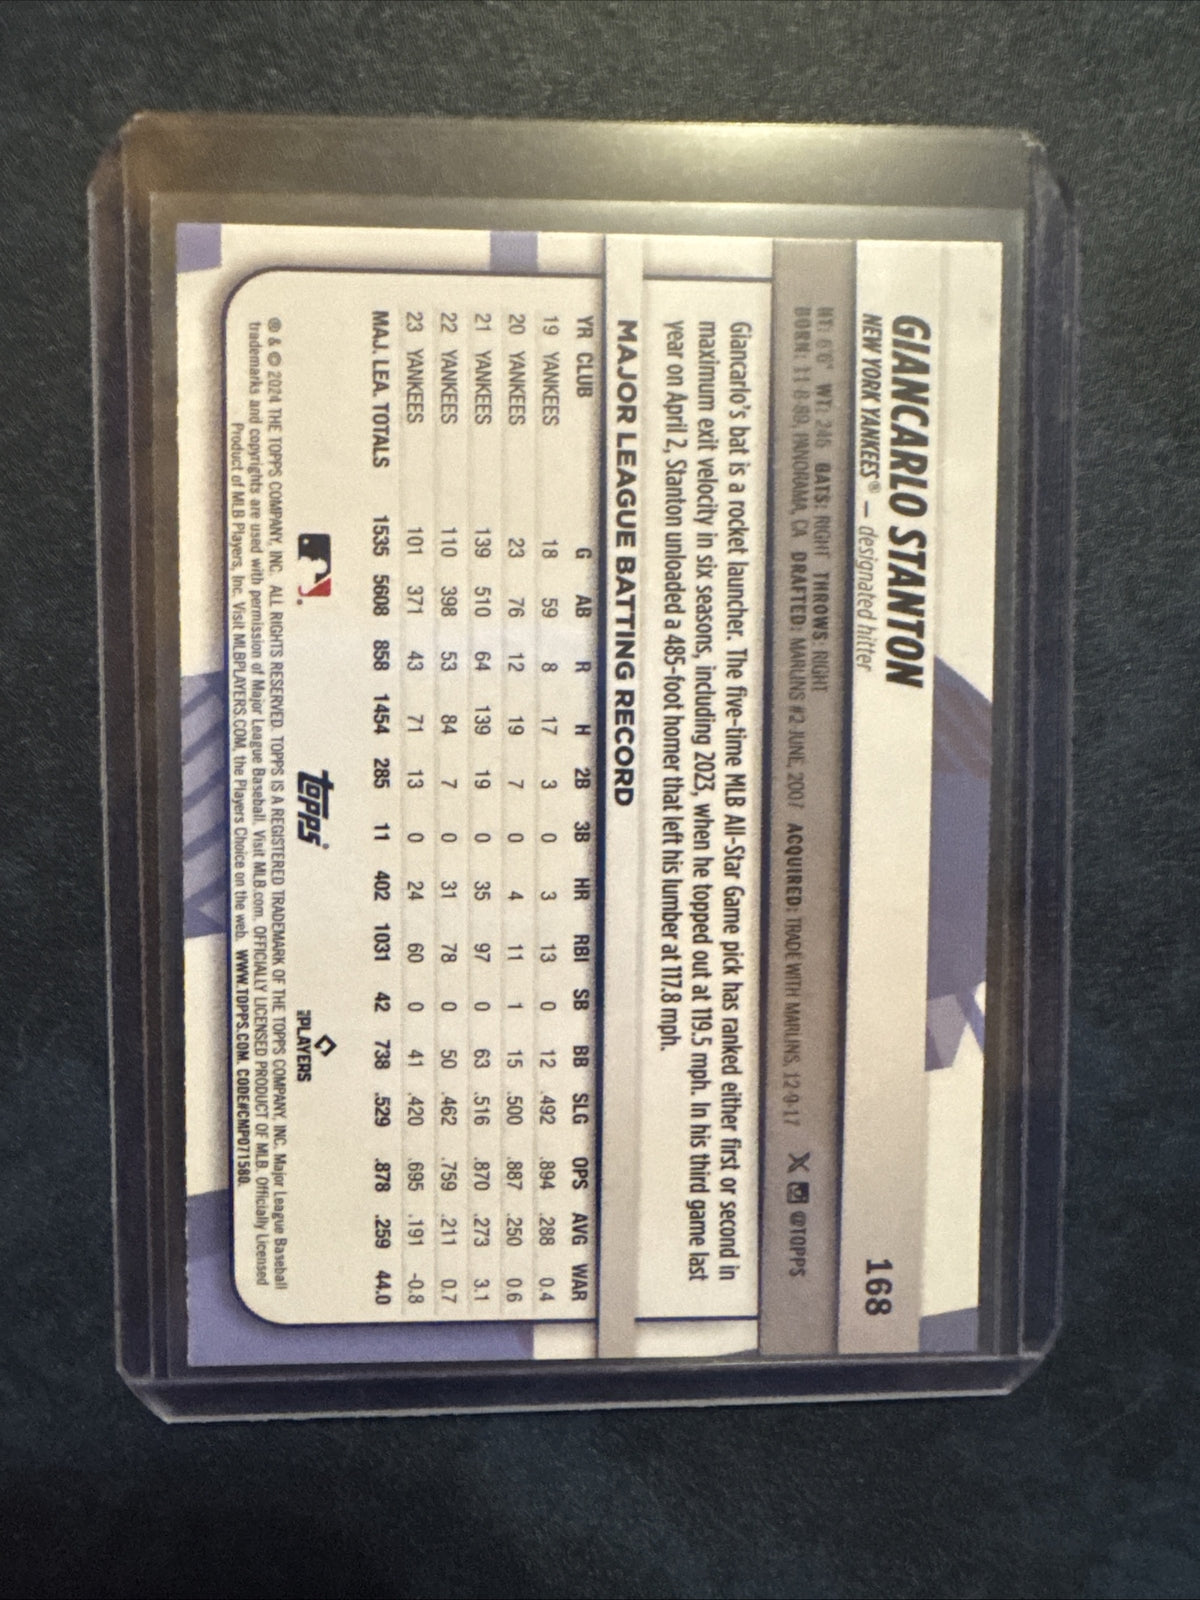 GIANCARLO STANTON
168
NEW YORK YANKEES® — designated hitter
HT: 6'6" WT: 245 BATS: RIGHT THROWS: RIGHT
BORN: 11-8-89, PANORAMA, CA DRAFTED: MARLINS #2 JUNE, 2007 ACQUIRED: TRADE WITH MARLINS, 12-9-17 @TOPPS
Giancarlo's bat is a rocket launcher. The five-time MLB All-Star Game pick has ranked either first or second in
maximum exit velocity in six seasons, including 2023, when he topped out at 119.5 mph. In his third game last
year on April 2, Stanton unloaded a 485-foot homer that left his lumber at 117.8 mph.
MAJOR LEAGUE BATTING RECORD
YR CLUB G AB R H 2B 3B HR RBI SB BB SLG OPS AVG WAR
19 YANKEES 18 59 8 17 3 0 3 13 0 12 .492 .894 .288 0.4
20 YANKEES 23 76 12 19 7 0 4 11 1 15 .500 .887 .250 0.6
21 YANKEES 139 510 64 139 19 0 35 97 0 63 .516 .870 .273 3.1
22 YANKEES 110 398 53 84 7 0 31 78 0 50 .462 .759 .211 0.7
23 YANKEES 101 371 43 71 13 0 24 60 0 41 .420 .695 .191 -0.8
MAJ. LEA. TOTALS 1535 5608 858 1454 285 11 402 1031 42 738 .529 .878 .259 44.0
topps®
PLAYERS
® & © 2024 THE TOPPS COMPANY, INC. ALL RIGHTS RESERVED. TOPPS IS A REGISTERED TRADEMARK OF THE TOPPS COMPANY, INC. Major League Baseball
trademarks and copyrights are used with permission of Major League Baseball. Visit MLB.com. OFFICIALLY LICENSED PRODUCT OF MLB. Officially Licensed
Product of MLB Players, Inc. Visit MLBPLAYERS.COM, the Players Choice on the web. WWW.TOPPS.COM. CODE#CMP071580.